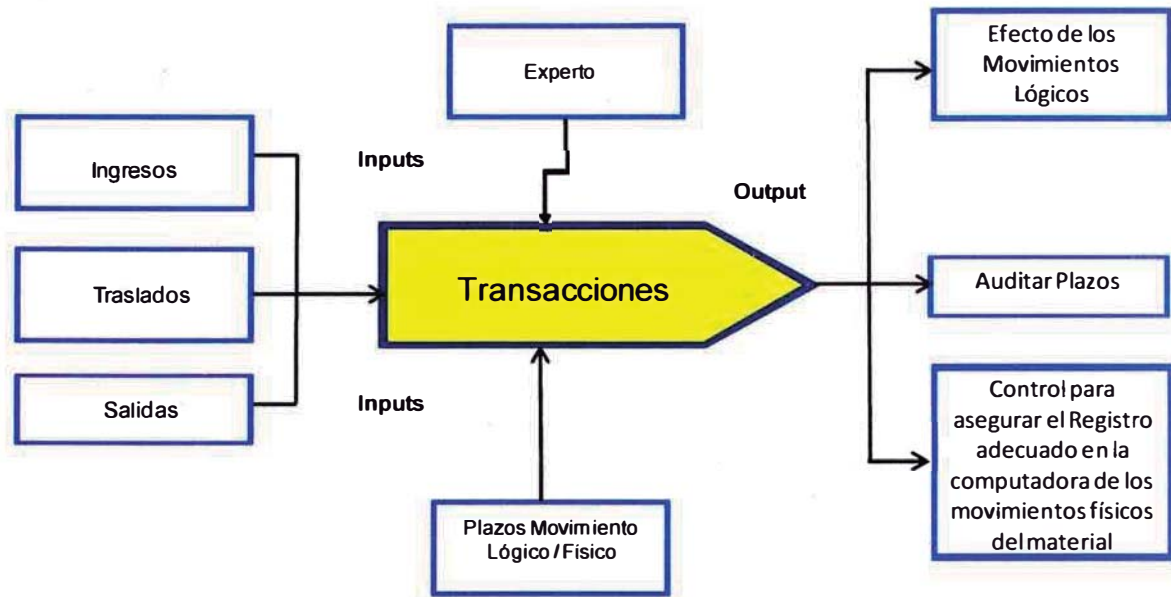 Experto
Efecto de los
Movimientos
Lógicos
Ingresos
Inputs
Output
Traslados
Transacciones
Auditar Plazos
Salidas
Inputs
Plazos Movimiento
Lógico / Físico
Control para
asegurar el Registro
adecuado en la
computadora de los
movimientos físicos
del material